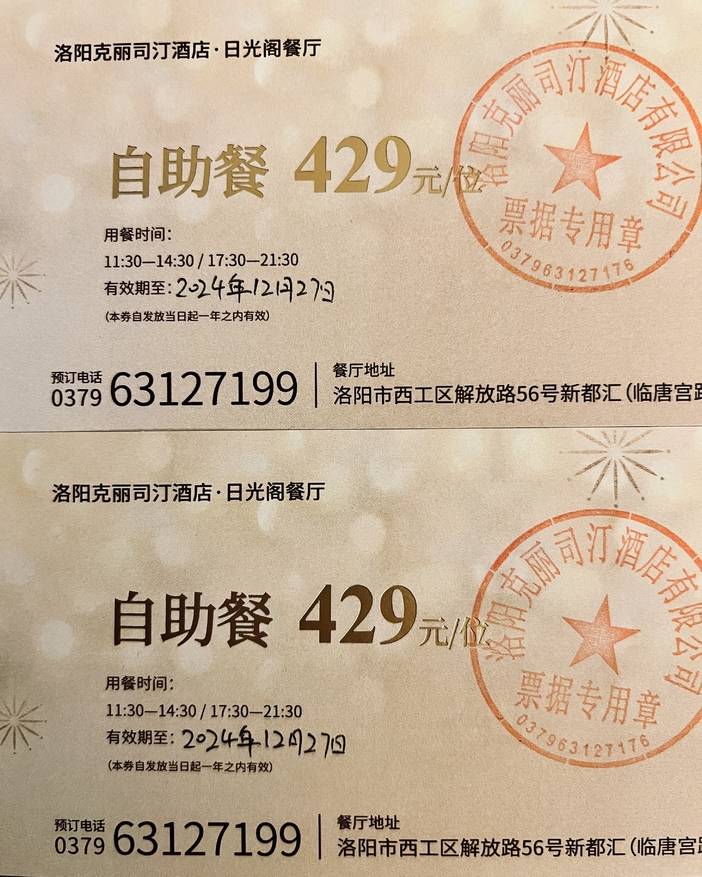 洛阳克丽司汀酒店·日光阁餐厅
自助餐 429元/位
用餐时间：
11:30—14:30 / 17:30—21:30
有效期至：2024年12月27日
(本券自发放当日起一年之内有效)
预订电话
0379 63127199
餐厅地址
洛阳市西工区解放路56号新都汇（临唐宫路
洛阳克丽司汀酒店有限公司
票据专用章
037963127176
洛阳克丽司汀酒店·日光阁餐厅
自助餐 429元/位
用餐时间：
11:30—14:30 / 17:30—21:30
有效期至：2024年12月27日
(本券自发放当日起一年之内有效)
预订电话
0379 63127199
餐厅地址
洛阳市西工区解放路56号新都汇（临唐宫路
洛阳克丽司汀酒店有限公司
票据专用章
037963127176